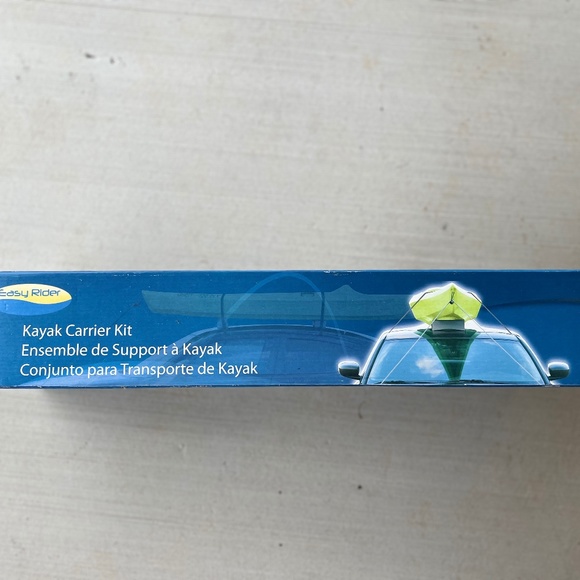 Easy Rider
Kayak Carrier Kit
Ensemble de Support à Kayak
Conjunto para Transporte de Kayak